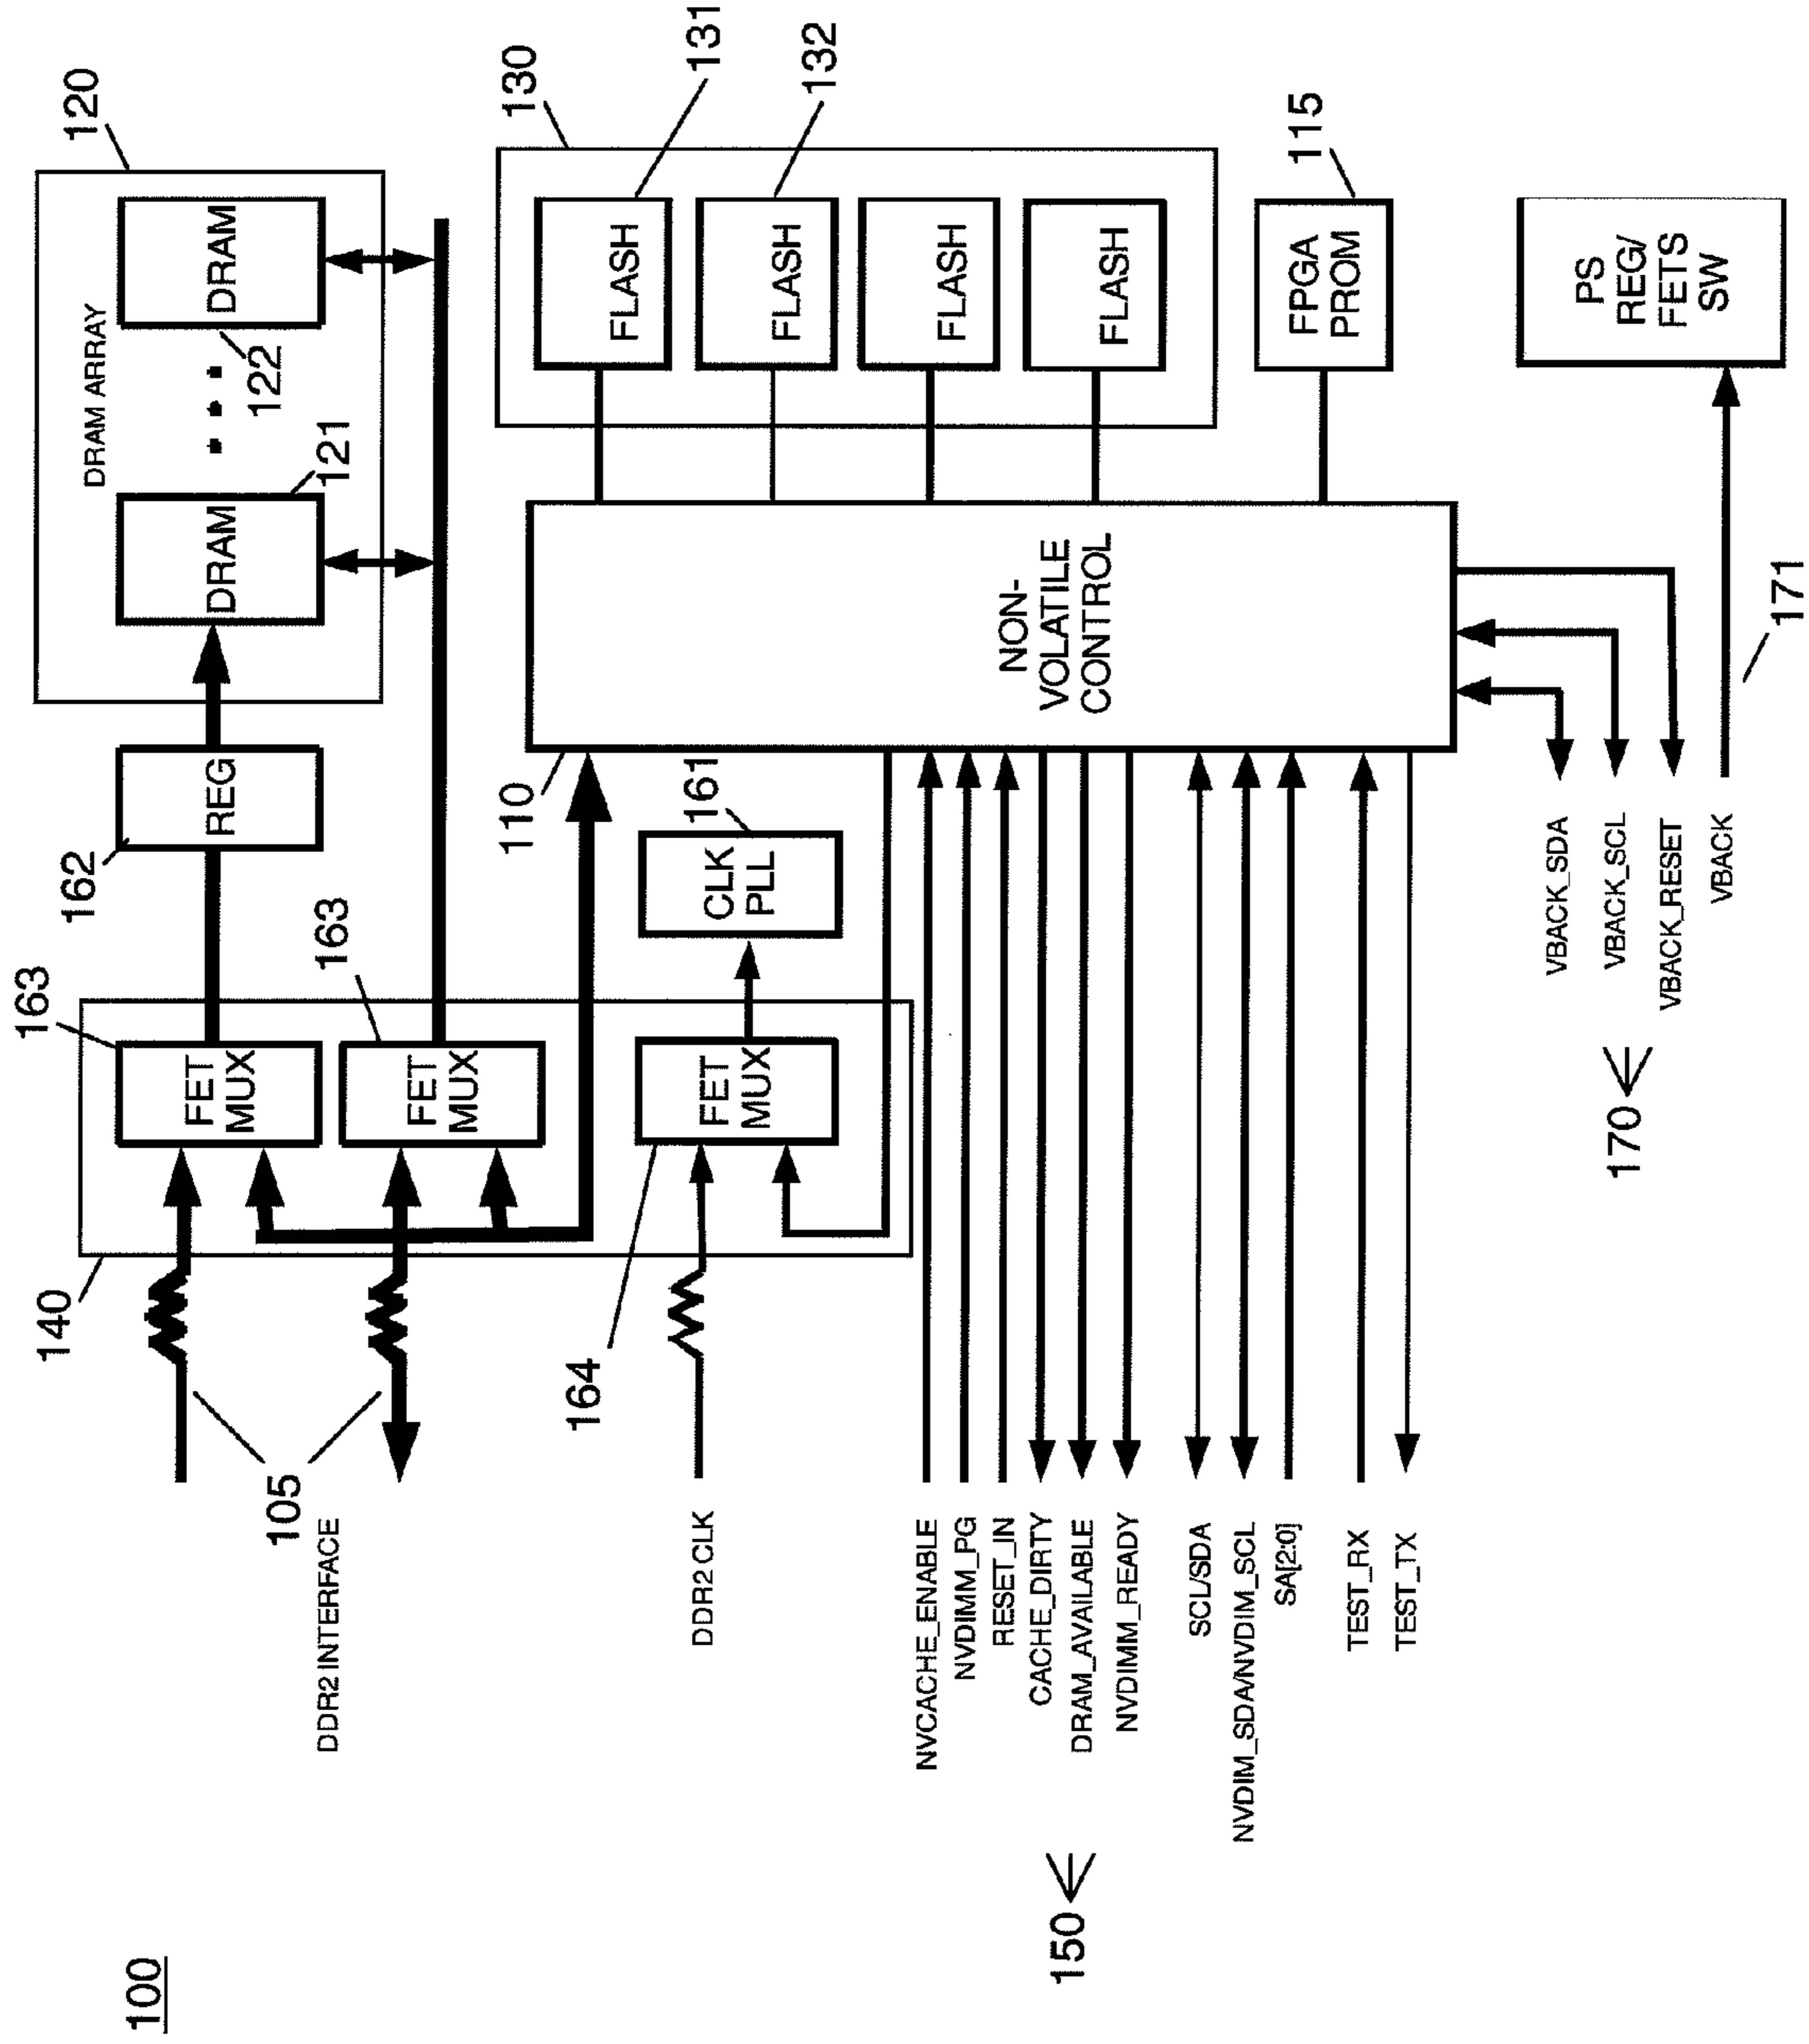 100
DDR2 INTERFACE
105
140
163
FET
MUX
163
FET
MUX
162
REG
DRAM ARRAY
120
DRAM
121
DRAM
122
DDR2 CLK
164
FET
MUX
CLK
PLL
161
110
NON-
VOLATILE
CONTROL
130
FLASH
131
FLASH
132
FLASH
FLASH
FPGA
PROM
115
PS
REG/
FETS
SW
150
NVCACHE_ENABLE
NVDIMM_PG
RESET_IN
CACHE_DIRTY
DRAM_AVAILABLE
NVDIMM_READY
SCL/SDA
NVDIM_SDA/NVDIM_SCL
SA[2:0]
TEST_RX
TEST_TX
170
VBACK_SDA
VBACK_SCL
VBACK_RESET
VBACK
171